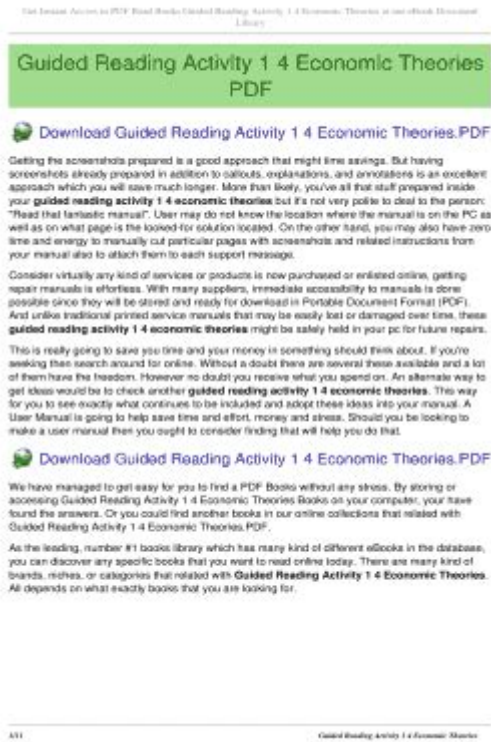 Get Instant Access to PDF Read Books Guided Reading Activity 1 4 Economic Theories at our eBook Document
Library
Guided Reading Activity 1 4 Economic Theories
PDF
Download Guided Reading Activity 1 4 Economic Theories.PDF
Getting the screenshots prepared is a good approach that might time savings. But having
screenshots already prepared in addition to callouts, explanations, and annotations is an excellent
approach which you will save much longer. More than likely, you've all that stuff prepared inside
your guided reading activity 1 4 economic theories but it's not very polite to deal to the person:
"Read that fantastic manual". User may do not know the location where the manual is on the PC as
well as on what page is the looked-for solution located. On the other hand, you may also have zero
time and energy to manually cut particular pages with screenshots and related instructions from
your manual also to attach them to each support message.
Consider virtually any kind of services or products is now purchased or enlisted online, getting
repair manuals is effortless. With many suppliers, immediate accessibility to manuals is done
possible since they will be stored and ready for download in Portable Document Format (PDF).
And unlike traditional printed service manuals that may be easily lost or damaged over time, these
guided reading activity 1 4 economic theories might be safely held in your pc for future repairs.
This is really going to save you time and your money in something should think about. If you're
seeking then search around for online. Without a doubt there are several these available and a lot
of them have the freedom. However no doubt you receive what you spend on. An alternate way to
get ideas would be to check another guided reading activity 1 4 economic theories. This way
for you to see exactly what continues to be included and adopt these ideas into your manual. A
User Manual is going to help save time and effort, money and stress. Should you be looking to
make a user manual then you ought to consider finding that will help you do that.
Download Guided Reading Activity 1 4 Economic Theories.PDF
We have managed to get easy for you to find a PDF Books without any stress. By storing or
accessing Guided Reading Activity 1 4 Economic Theories Books on your computer, your have
found the answers. Or you could find another books in our online collections that related with
Guided Reading Activity 1 4 Economic Theories.PDF.
As the leading, number #1 books library which has many kind of different eBooks in the database,
you can discover any specific books that you want to read online today. There are many kind of
brands, niches, or categories that related with Guided Reading Activity 1 4 Economic Theories.
All depends on what exactly books that you are looking for.
1/11 Guided Reading Activity 1 4 Economic Theories